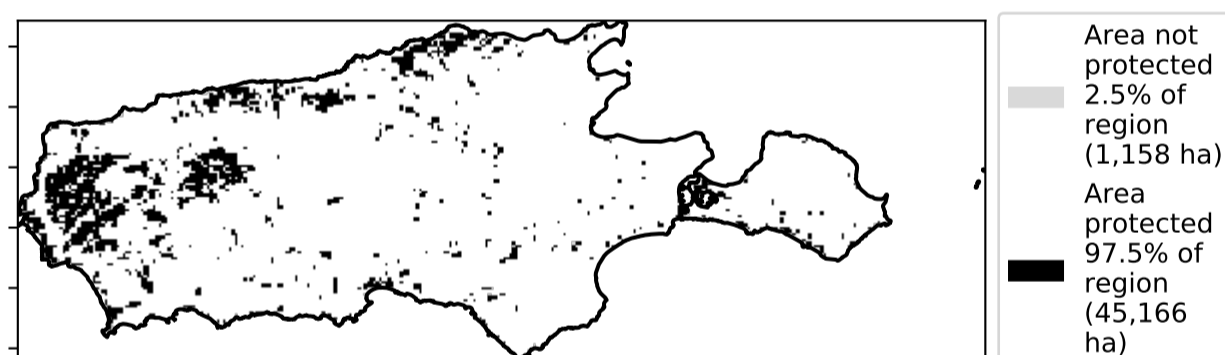 Area not
protected
2.5% of
region
(1,158 ha)
Area
protected
97.5% of
region
(45,166
ha)